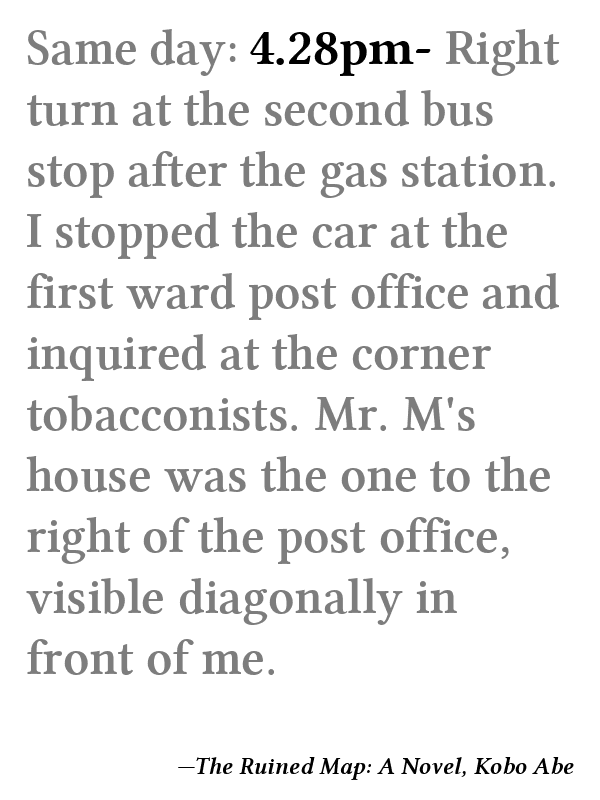 Same day: 4.28pm- Right
turn at the second bus
stop after the gas station.
I stopped the car at the
first ward post office and
inquired at the corner
tobacconists. Mr. M's
house was the one to the
right of the post office,
visible diagonally in
front of me.
—The Ruined Map: A Novel, Kobo Abe